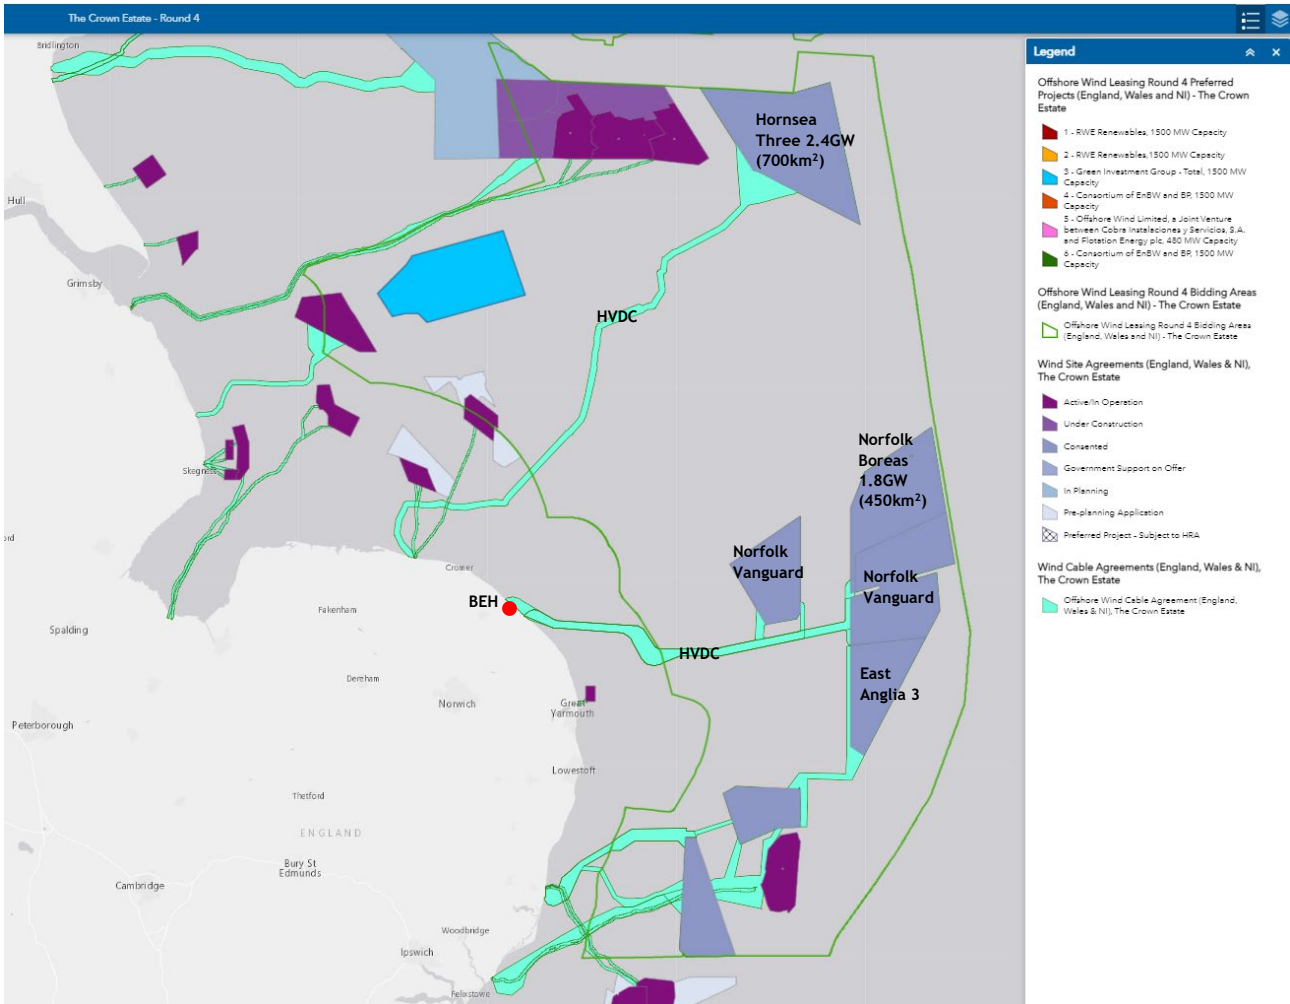 The Crown Estate - Round 4
Legend
Offshore Wind Leasing Round 4 Preferred
Projects (England, Wales and NI) - The Crown
Estate
1 - RWE Renewables, 1500 MW Capacity
2 - RWE Renewables,1500 MW Capacity
3 - Green Investment Group - Total, 1500 MW
Capacity
4 - Consortium of EnBW and BP, 1500 MW
Capacity
5 - Offshore Wind Limited, a Joint Venture
between Cobra Instalaciones y Servicios, S.A.
and Flotation Energy plc, 480 MW Capacity
6 - Consortium of EnBW and BP, 1500 MW
Capacity
Offshore Wind Leasing Round 4 Bidding Areas
(England, Wales and NI) - The Crown Estate
Offshore Wind Leasing Round 4 Bidding Areas
(England, Wales and NI) - The Crown Estate
Wind Site Agreements (England, Wales & NI),
The Crown Estate
Active/In Operation
Under Construction
Consented
Government Support on Offer
In Planning
Pre-planning Application
Preferred Project - Subject to HRA
Wind Cable Agreements (England, Wales & NI),
The Crown Estate
Offshore Wind Cable Agreement (England,
Wales & NI), The Crown Estate
Bridlington
Hornsea
Three 2.4GW
(700km²)
Hull
Grimsby
HVDC
Skegness
Norfolk
Boreas
1.8GW
(450km²)
ord
Norfolk
Vanguard
Cromer
Norfolk
Vanguard
BEH
Fakenham
Spalding
HVDC
Dereham
East
Anglia 3
Norwich
Great
Yarmouth
Peterborough
Lowestoft
Thetford
ENGLAND
Bury St
Edmunds
Cambridge
Woodbridge
Ipswich
Felixstowe